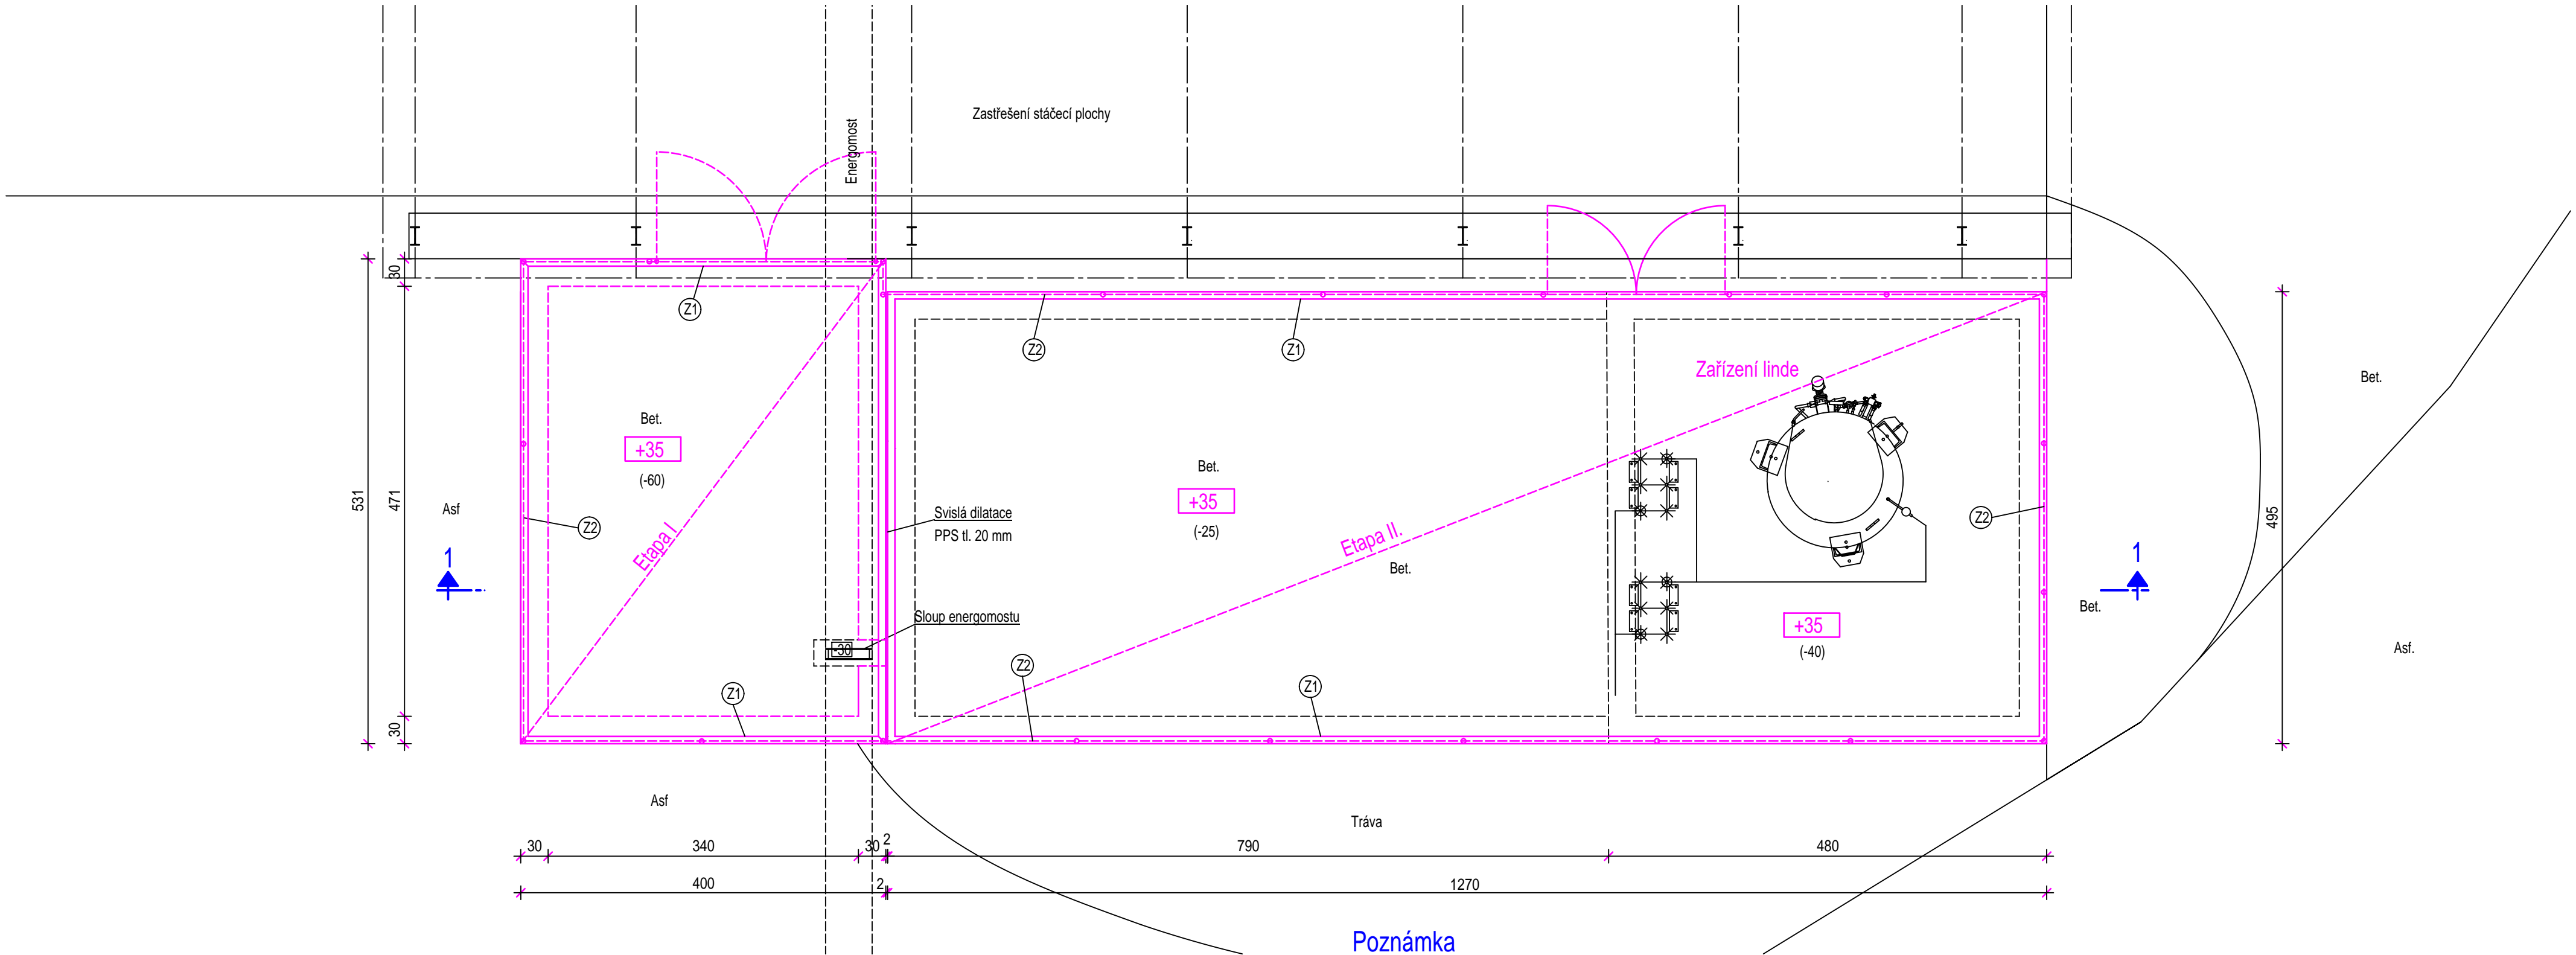 Zastřešení stáčecí plochy
Energomost
30
Z1
Z2
Z1
Zařízení linde
Bet.
Bet.
+35
(-60)
Bet.
+35
(-25)
531
471
Asf
Z2
Svislá dilatace
PPS tl. 20 mm
Z2
495
Etapa I
Etapa II.
Bet.
1
1
Bet.
Sloup energomostu
+35
(-40)
-30
Asf.
Z2
Z1
Z1
30
Asf
Tráva
30
340
30
2
790
480
400
2
1270
Poznámka